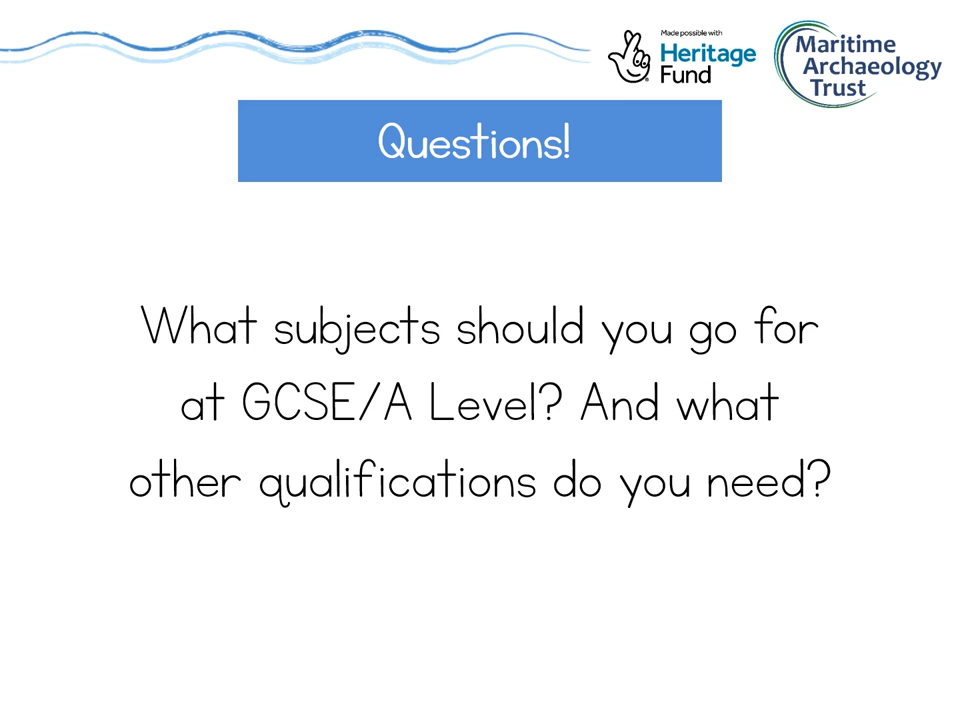 Made possible with
Heritage
Fund
Maritime
Archaeology
Trust
Questions!
What subjects should you go for
at GCSE/A Level? And what
other qualifications do you need?